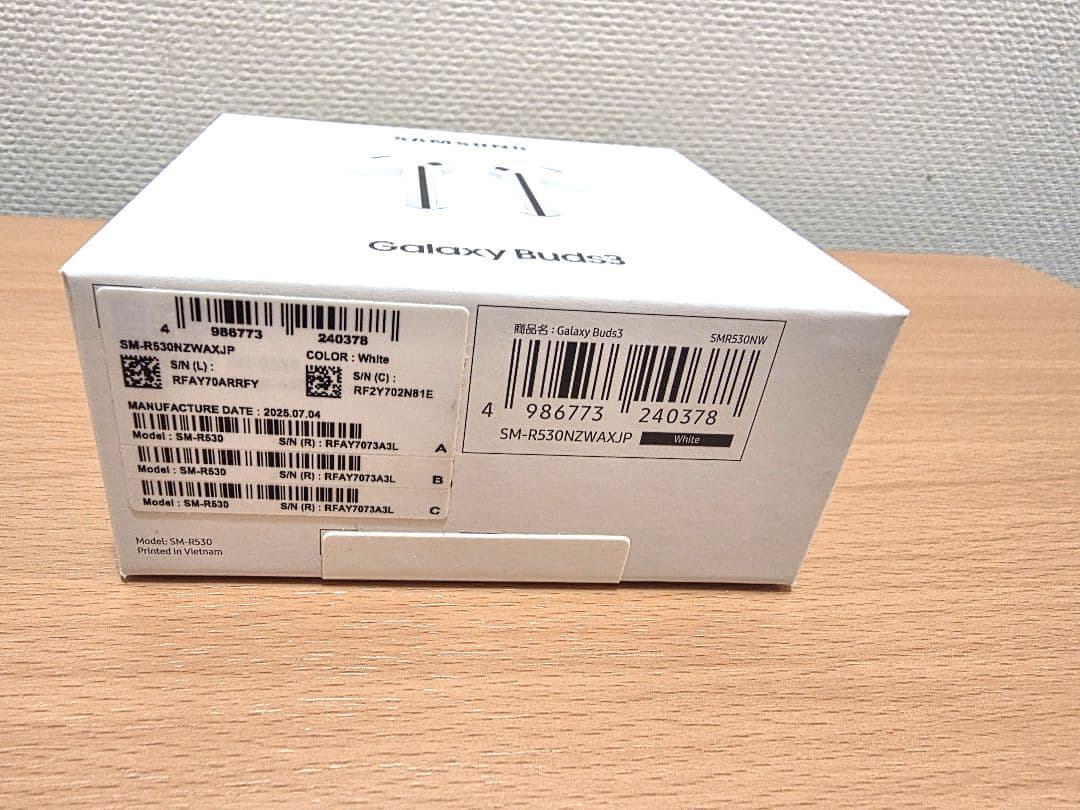 SAMSUNG
Galaxy Buds3
4 986773 240378
SM-R530NZWAXJP
COLOR : White
S/N (L) :
RFAY70ARRFY
S/N (C) :
RF2Y702N81E
MANUFACTURE DATE : 2025.07.04
Model : SM-R530 S/N (R) : RFAY7073A3L A
Model : SM-R530 S/N (R) : RFAY7073A3L B
Model : SM-R530 S/N (R) : RFAY7073A3L C
Model: SM-R530
Printed in Vietnam
商品名 : Galaxy Buds3 SMR530NW
4 986773 240378
SM-R530NZWAXJP White